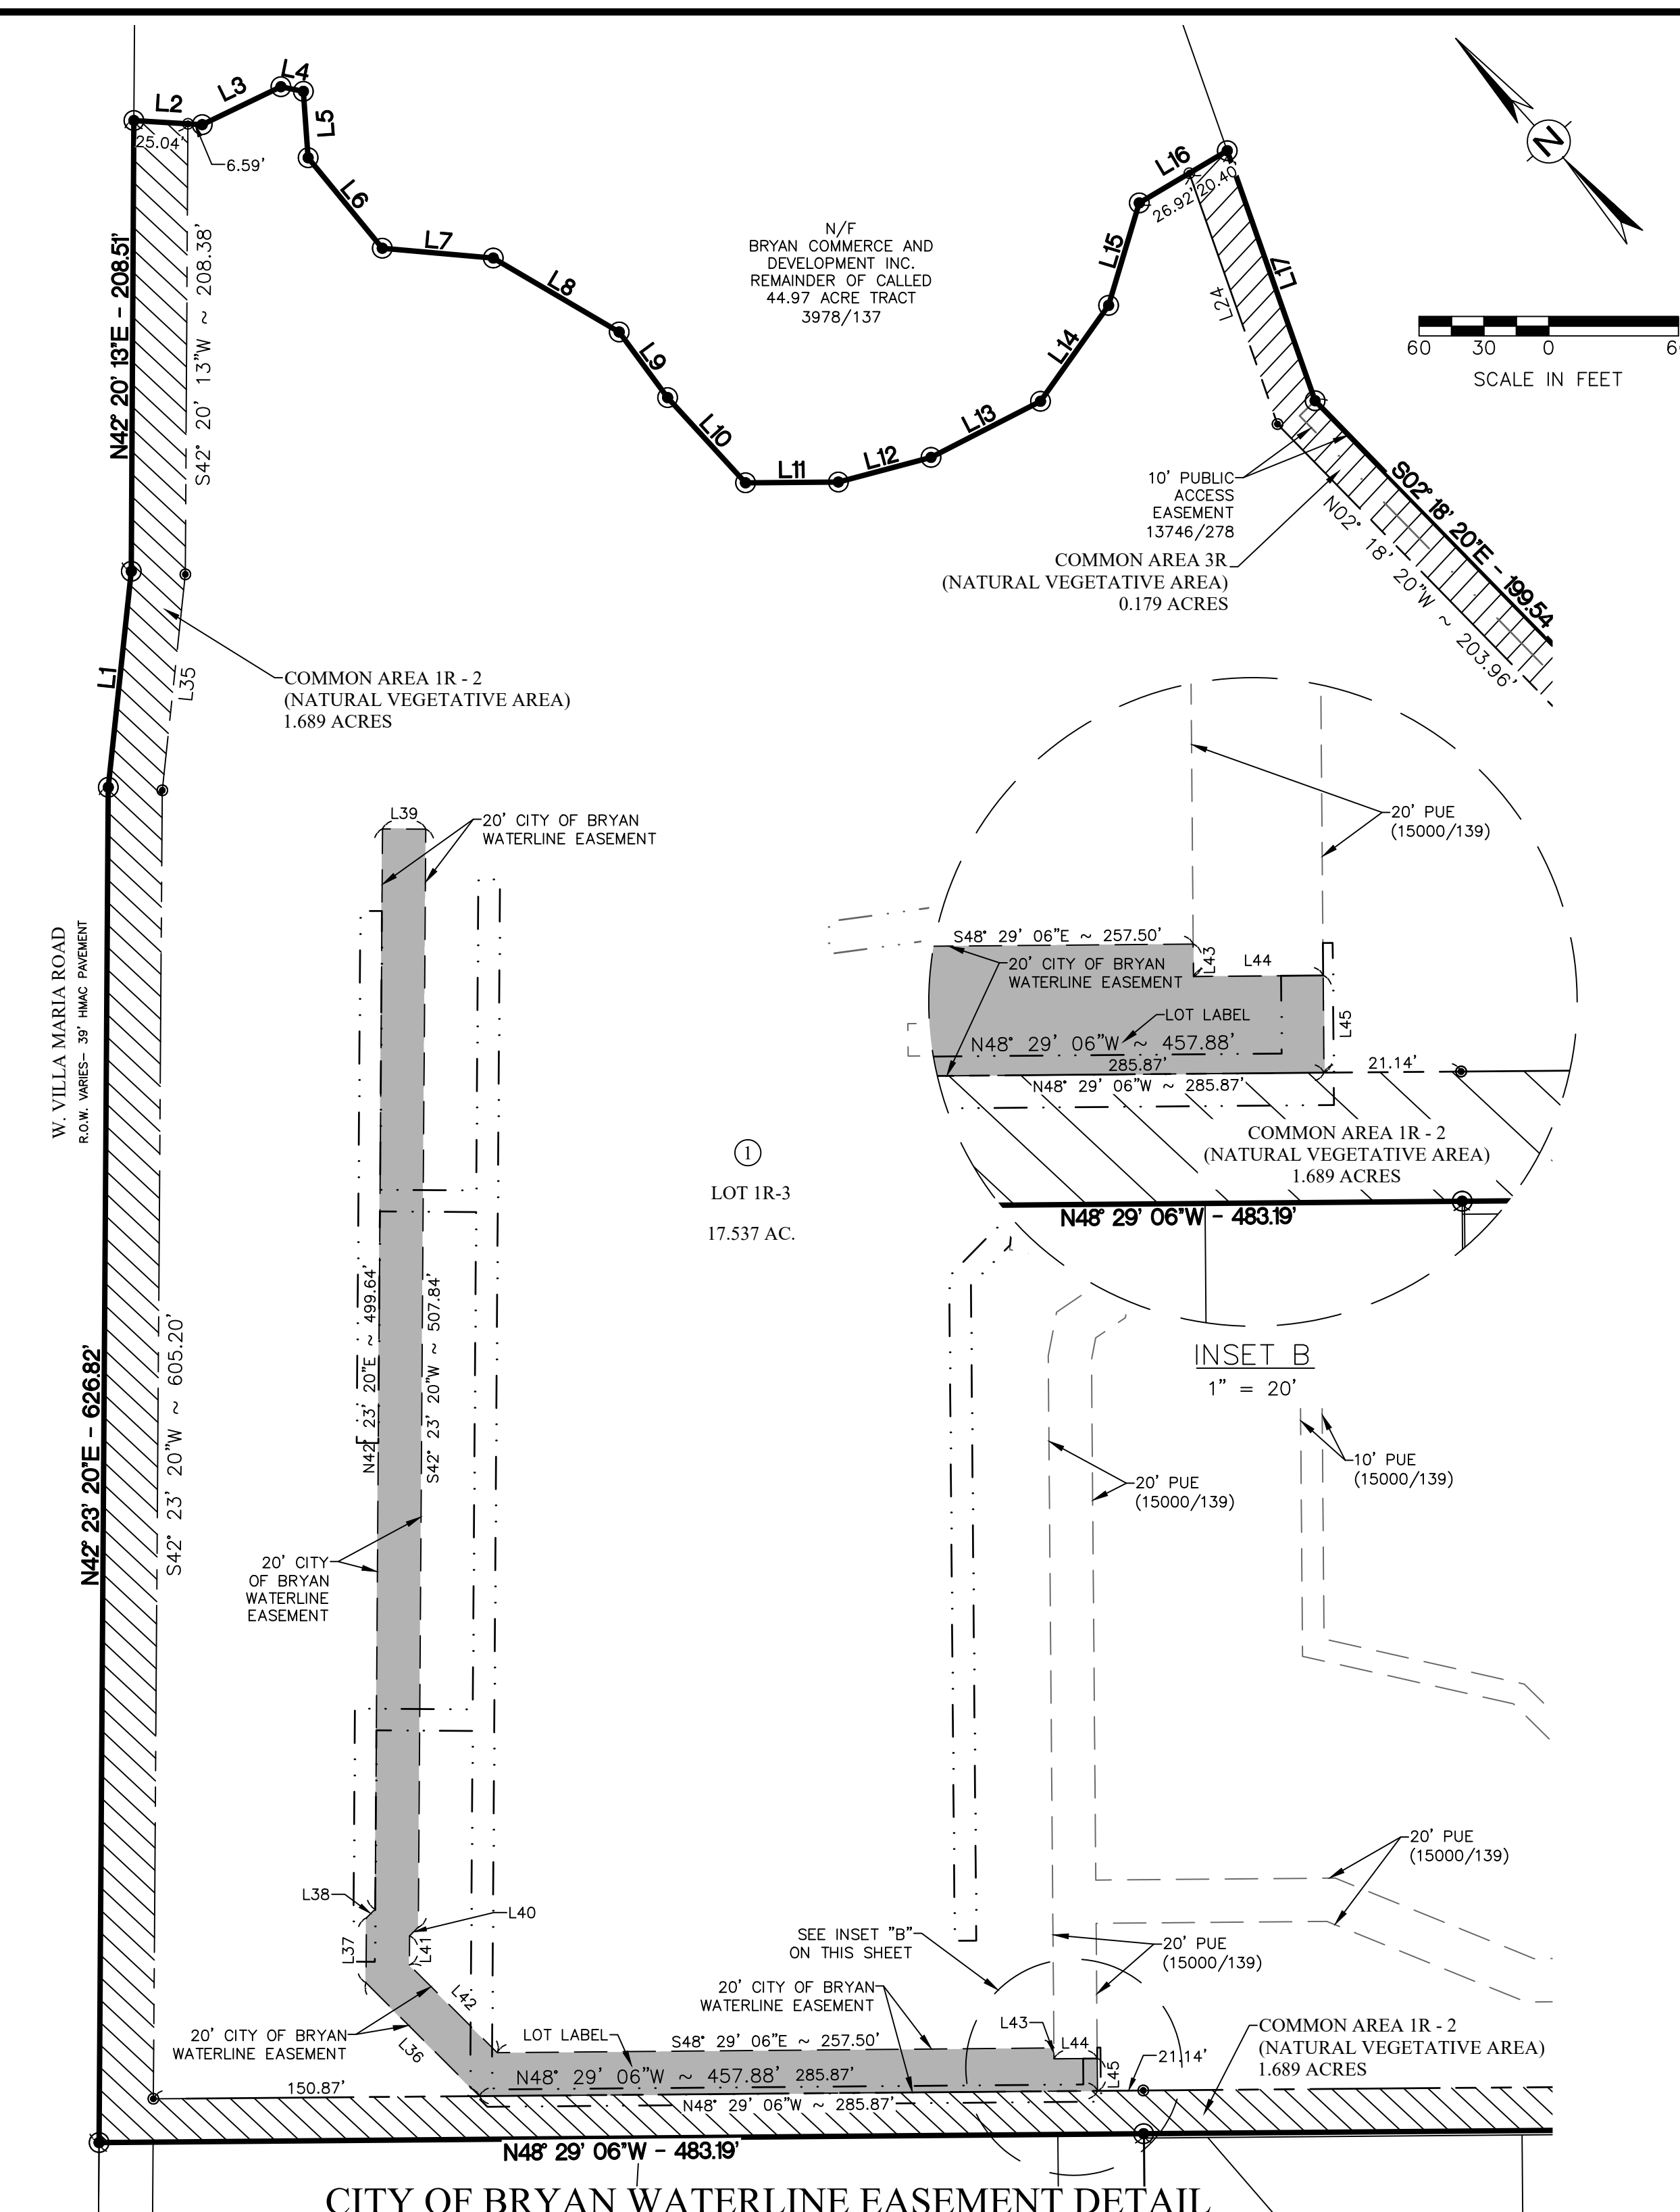 L2
L3
L4
L5
25.04'
6.59'
L6
L7
L8
L9
L10
L11
L12
L13
L14
L15
L16
26.92'
20.40
L17
L24
N
N/F
BRYAN COMMERCE AND
DEVELOPMENT INC.
REMAINDER OF CALLED
44.97 ACRE TRACT
3978/137
60 30 0 6
SCALE IN FEET
N42° 20' 13"E - 208.51'
S42° 20' 13"W ~ 208.38'
10' PUBLIC
ACCESS
EASEMENT
13746/278
COMMON AREA 3R
(NATURAL VEGETATIVE AREA)
0.179 ACRES
S02° 18' 20"E - 199.54
N02° 18' 20"W ~ 203.96'
L1
L35
COMMON AREA 1R - 2
(NATURAL VEGETATIVE AREA)
1.689 ACRES
L39
20' CITY OF BRYAN
WATERLINE EASEMENT
20' PUE
(15000/139)
W. VILLA MARIA ROAD
R.O.W. VARIES- 39' HMAC PAVEMENT
S48° 29' 06"E ~ 257.50'
L43
L44
20' CITY OF BRYAN
WATERLINE EASEMENT
LOT LABEL
L45
N48° 29' 06"W ~ 457.88'
285.87'
21.14'
N48° 29' 06"W ~ 285.87'
COMMON AREA 1R - 2
(NATURAL VEGETATIVE AREA)
1.689 ACRES
N48° 29' 06"W - 483.19'
INSET B
1" = 20'
1
LOT 1R-3
17.537 AC.
N42° 23' 20"E ~ 499.64'
S42° 23' 20"W ~ 507.84'
N42° 23' 20"E - 626.82'
S42° 23' 20"W ~ 605.20'
10' PUE
(15000/139)
20' PUE
(15000/139)
20' CITY
OF BRYAN
WATERLINE
EASEMENT
20' PUE
(15000/139)
L38
L40
L37
L41
L42
L36
SEE INSET "B"
ON THIS SHEET
20' PUE
(15000/139)
20' CITY OF BRYAN
WATERLINE EASEMENT
20' CITY OF BRYAN
WATERLINE EASEMENT
LOT LABEL
S48° 29' 06"E ~ 257.50'
L43
L44
L45
21.14'
COMMON AREA 1R - 2
(NATURAL VEGETATIVE AREA)
1.689 ACRES
N48° 29' 06"W ~ 457.88' 285.87'
150.87'
N48° 29' 06"W ~ 285.87'
N48° 29' 06"W - 483.19'
CITY OF BRYAN WATERLINE EASEMENT DETAIL